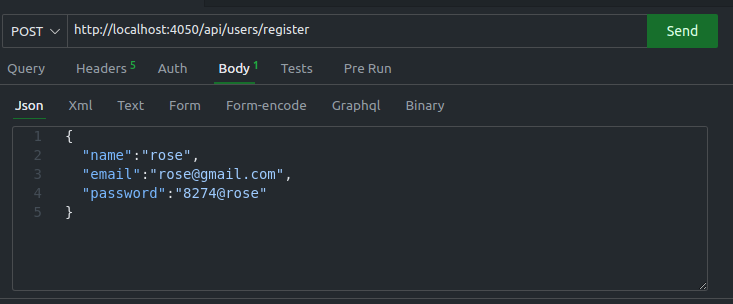 POST http://localhost:4050/api/users/register Send
Query Headers 5 Auth Body 1 Tests Pre Run
Json Xml Text Form Form-encode Graphql Binary
1 {
2 "name":"rose",
3 "email":"rose@gmail.com",
4 "password":"8274@rose"
5 }